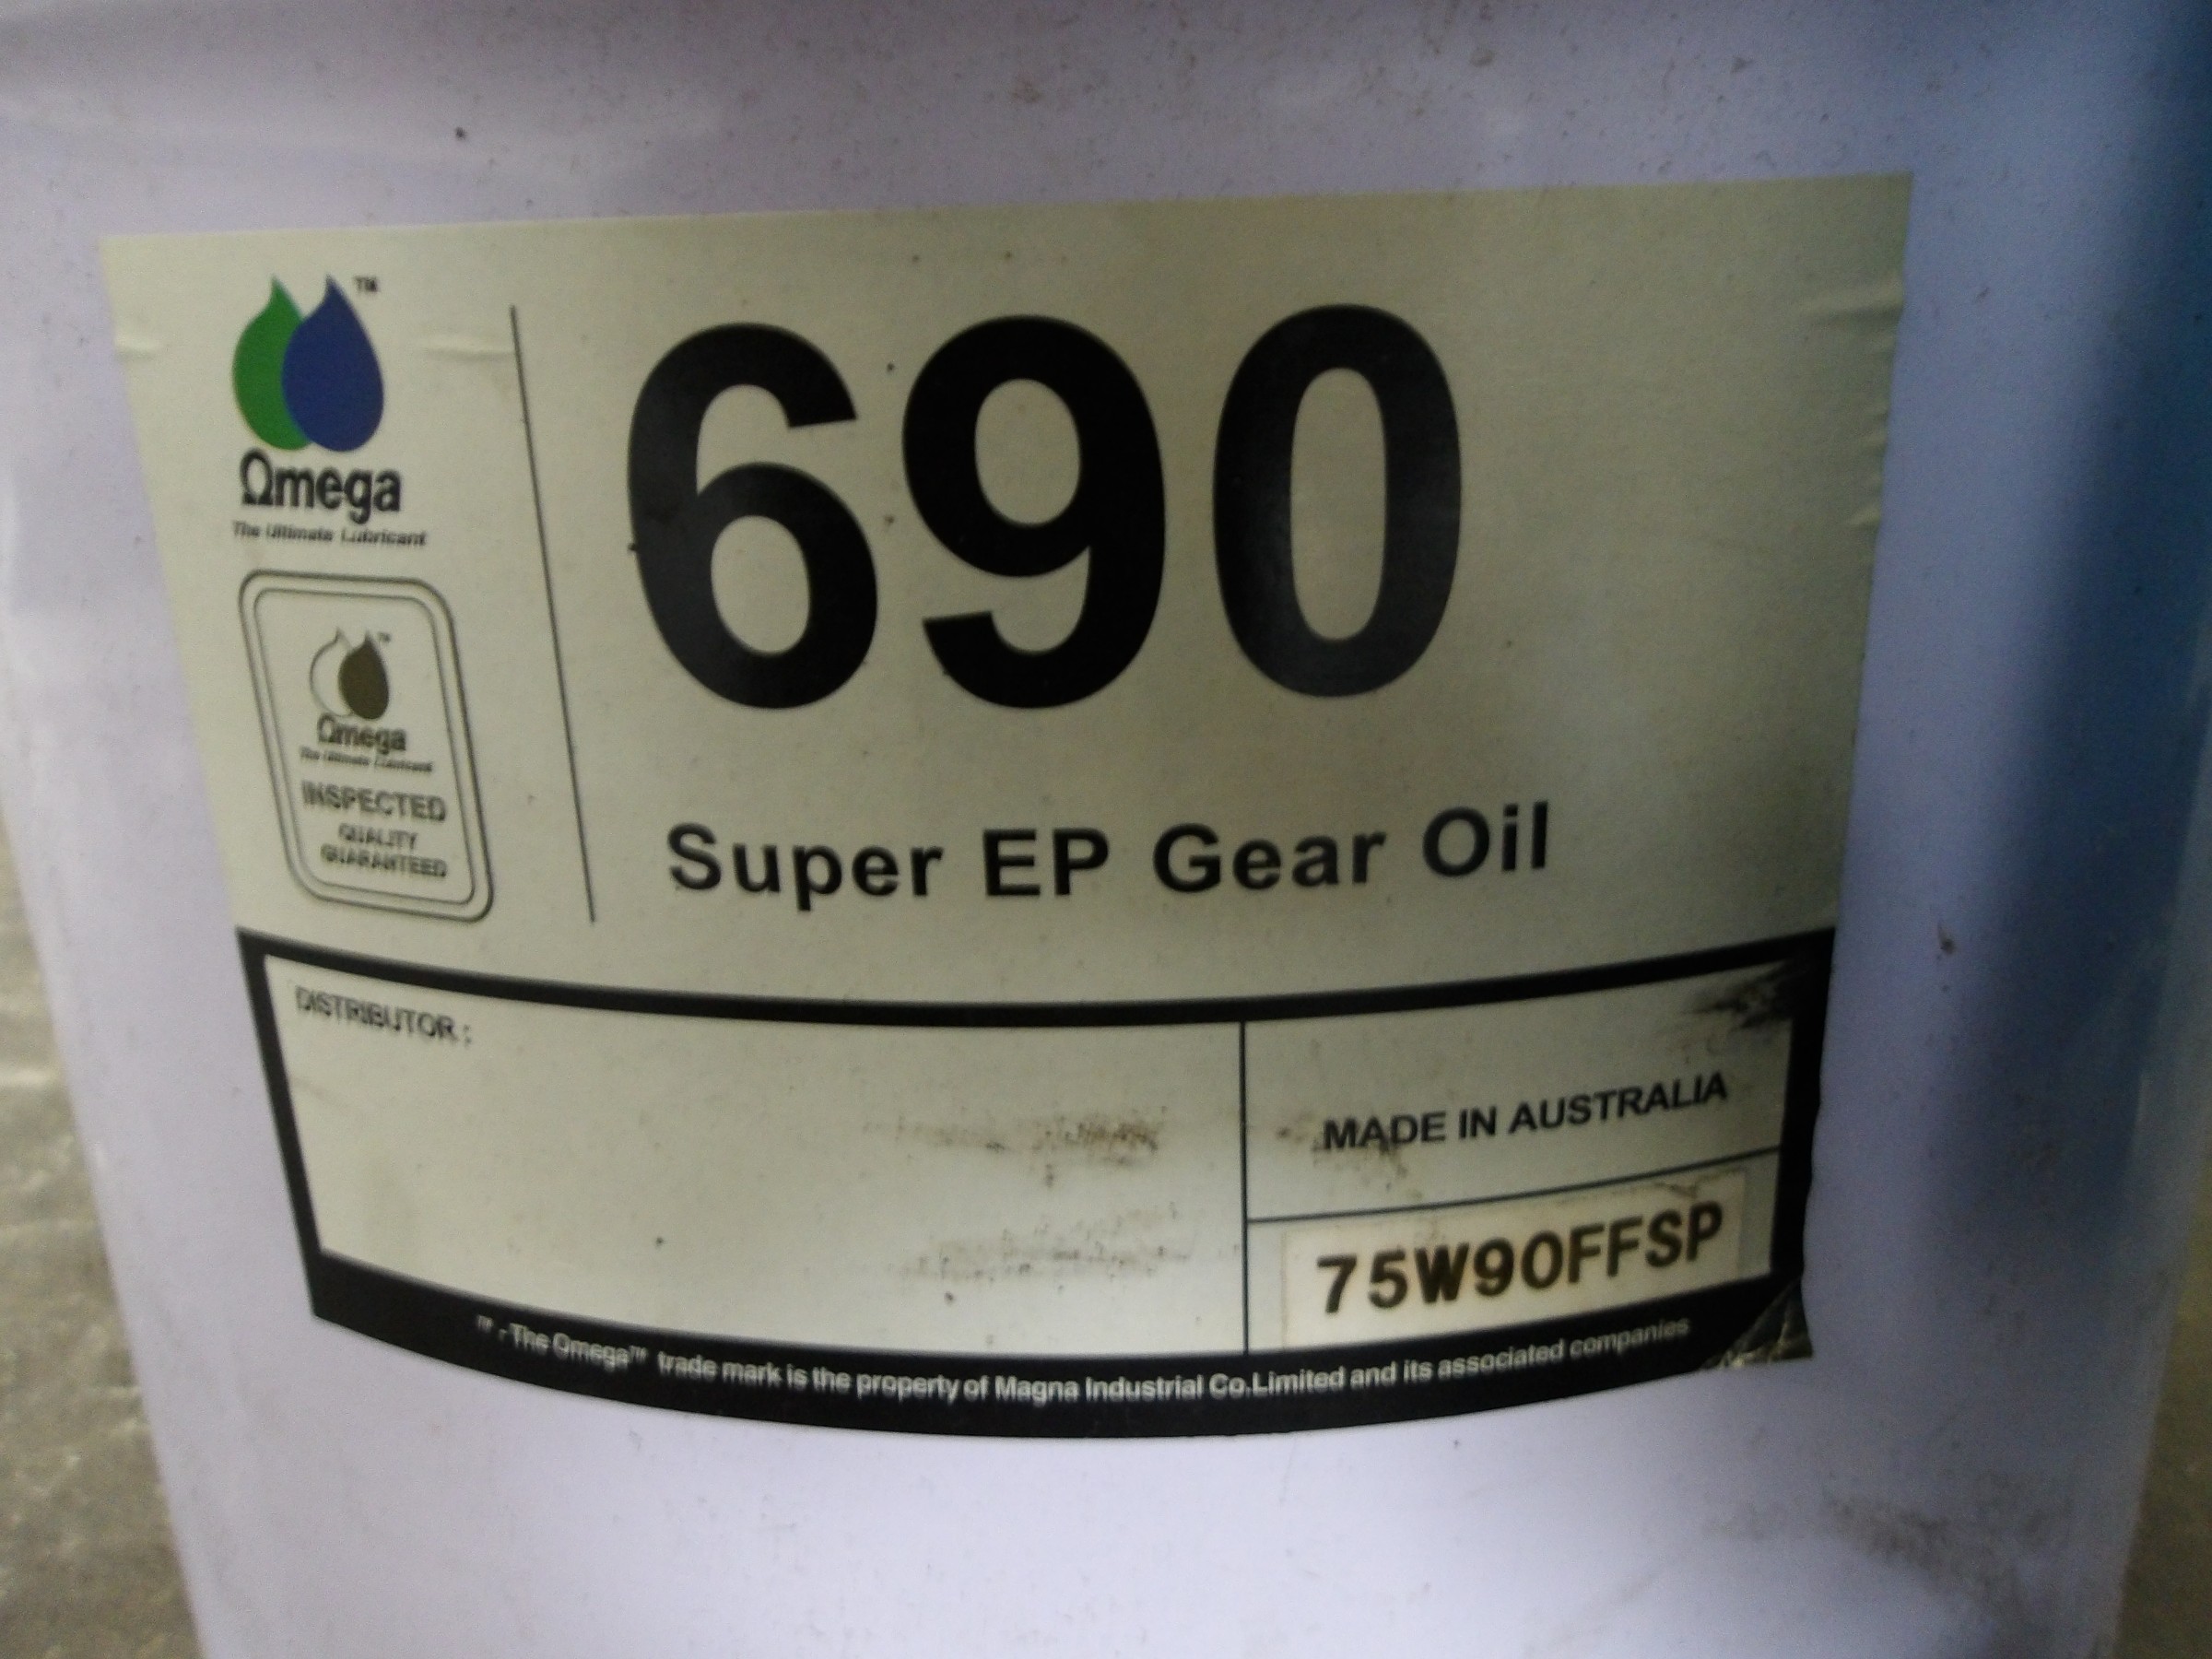 TM
Ωmega
The Ultimate Lubricant
690
Super EP Gear Oil
TM
Ωmega
The Ultimate Lubricant
INSPECTED
QUALITY
GUARANTEED
DISTRIBUTOR :
MADE IN AUSTRALIA
75W90FFSP
™ - The Omega™ trade mark is the property of Magna Industrial Co.Limited and its associated companies